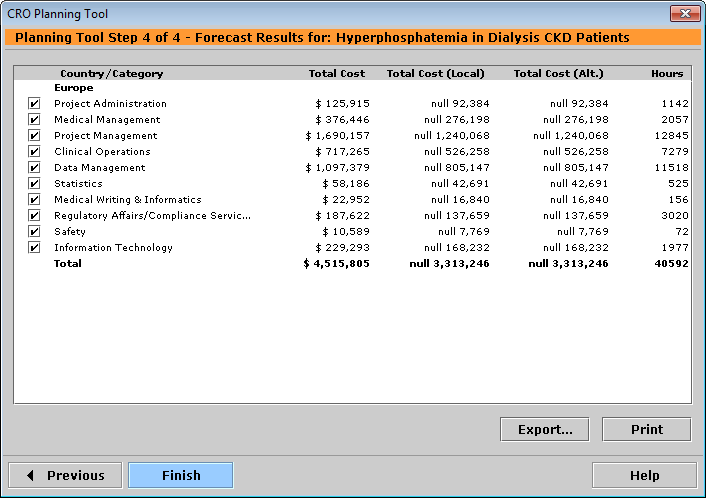 CRO Planning Tool
Planning Tool Step 4 of 4 - Forecast Results for: Hyperphosphatemia in Dialysis CKD Patients
Country/Category Total Cost Total Cost (Local) Total Cost (Alt.) Hours
Europe
Project Administration $ 125,915 null 92,384 null 92,384 1142
Medical Management $ 376,446 null 276,198 null 276,198 2057
Project Management $ 1,690,157 null 1,240,068 null 1,240,068 12845
Clinical Operations $ 717,265 null 526,258 null 526,258 7279
Data Management $ 1,097,379 null 805,147 null 805,147 11518
Statistics $ 58,186 null 42,691 null 42,691 525
Medical Writing & Informatics $ 22,952 null 16,840 null 16,840 156
Regulatory Affairs/Compliance Servic... $ 187,622 null 137,659 null 137,659 3020
Safety $ 10,589 null 7,769 null 7,769 72
Information Technology $ 229,293 null 168,232 null 168,232 1977
Total $ 4,515,805 null 3,313,246 null 3,313,246 40592
Export... Print
Previous Finish Help